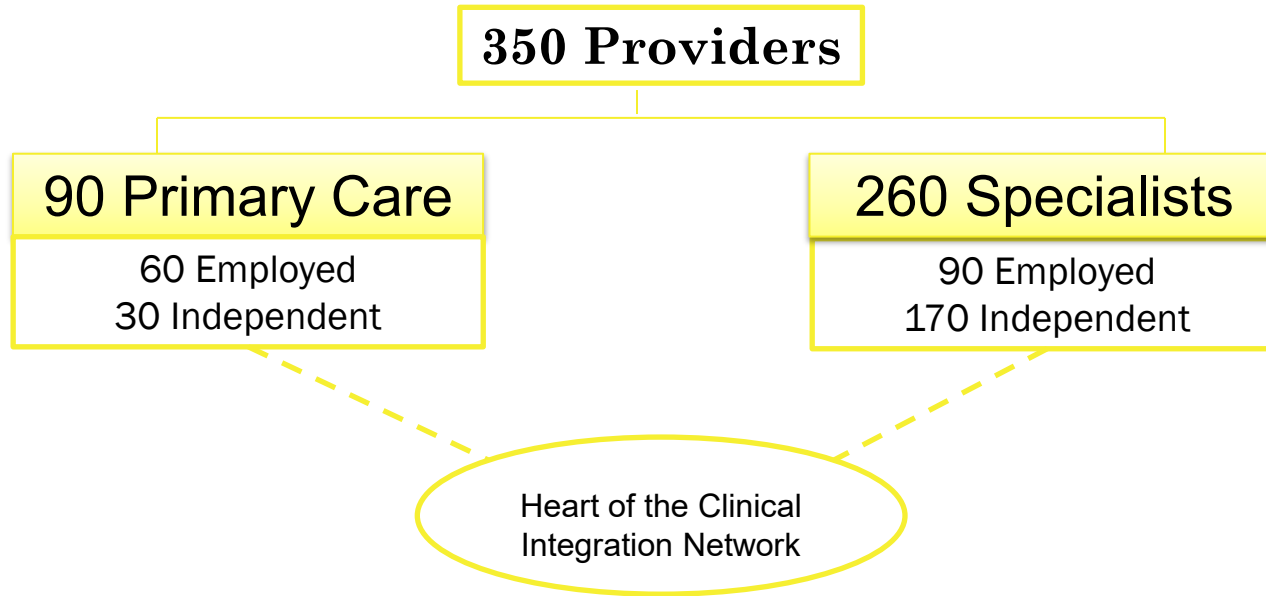 350 Providers
90 Primary Care
60 Employed
30 Independent
260 Specialists
90 Employed
170 Independent
Heart of the Clinical
Integration Network